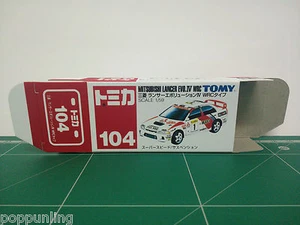 トミカ
104
トミカ
104
MITSUBISHI LANCER EVO.IV WRC
TOMY
三菱 ランサーエボリューションIV WRCタイプ
SCALE 1/59
スーパースピード/サスペンション
poppunling